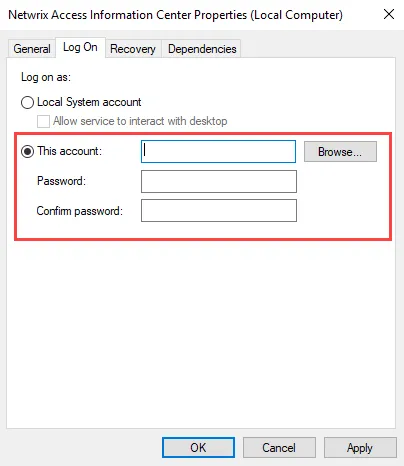 Netwrix Access Information Center Properties (Local Computer)
General Log On Recovery Dependencies
Log on as:
Local System account
Allow service to interact with desktop
This account: Browse...
Password:
Confirm password:
OK Cancel Apply